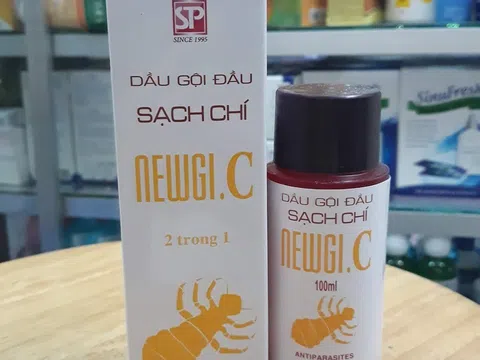 SP
SINCE 1995
DẦU GỘI ĐẦU
SẠCH CHÍ
NEWGI.C
2 trong 1
DẦU GỘI ĐẦU
SẠCH CHÍ
NEWGI.C
100ml
ANTIPARASITES
SinuFresh